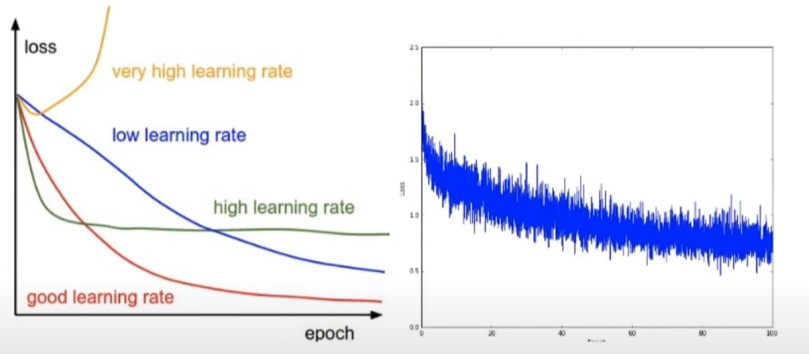 loss
very high learning rate
low learning rate
high learning rate
good learning rate
epoch
2.5
2.0
1.5
1.0
0.5
0.0
Loss
0
20
40
60
80
100